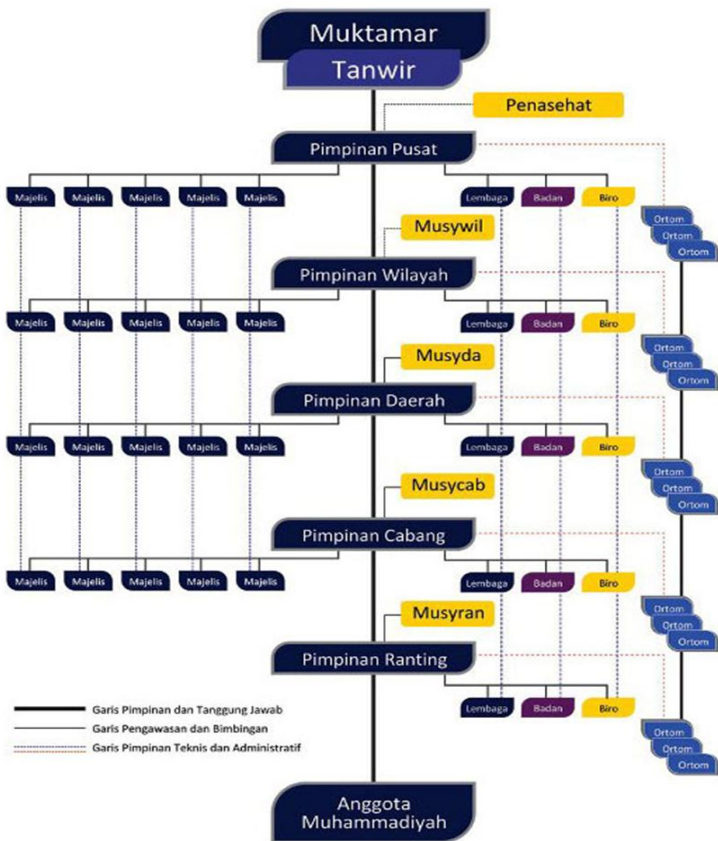 Muktamar
Tanwir
Penasehat
Pimpinan Pusat
Majelis Majelis Majelis Majelis Majelis Lembaga Badan Biro
Ortom
Ortom
Ortom
Musywil
Pimpinan Wilayah
Majelis Majelis Majelis Majelis Majelis Lembaga Badan Biro
Ortom
Ortom
Ortom
Musyda
Pimpinan Daerah
Majelis Majelis Majelis Majelis Majelis Lembaga Badan Biro
Ortom
Ortom
Ortom
Musycab
Pimpinan Cabang
Majelis Majelis Majelis Majelis Majelis Lembaga Badan Biro
Ortom
Ortom
Ortom
Musyran
Pimpinan Ranting
Lembaga Badan Biro
Ortom
Ortom
Ortom
Garis Pimpinan dan Tanggung Jawab
Garis Pengawasan dan Bimbingan
Garis Pimpinan Teknis dan Administratif
Anggota
Muhammadiyah